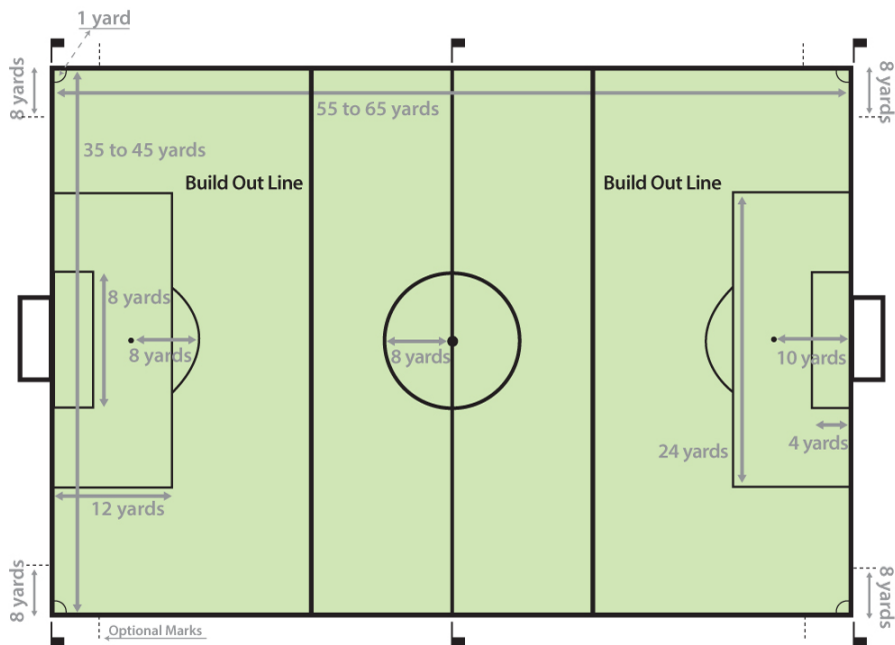 1 yard
8 yards
8 yards
55 to 65 yards
35 to 45 yards
Build Out Line
Build Out Line
8 yards
8 yards
8 yards
10 yards
4 yards
24 yards
12 yards
8 yards
8 yards
Optional Marks